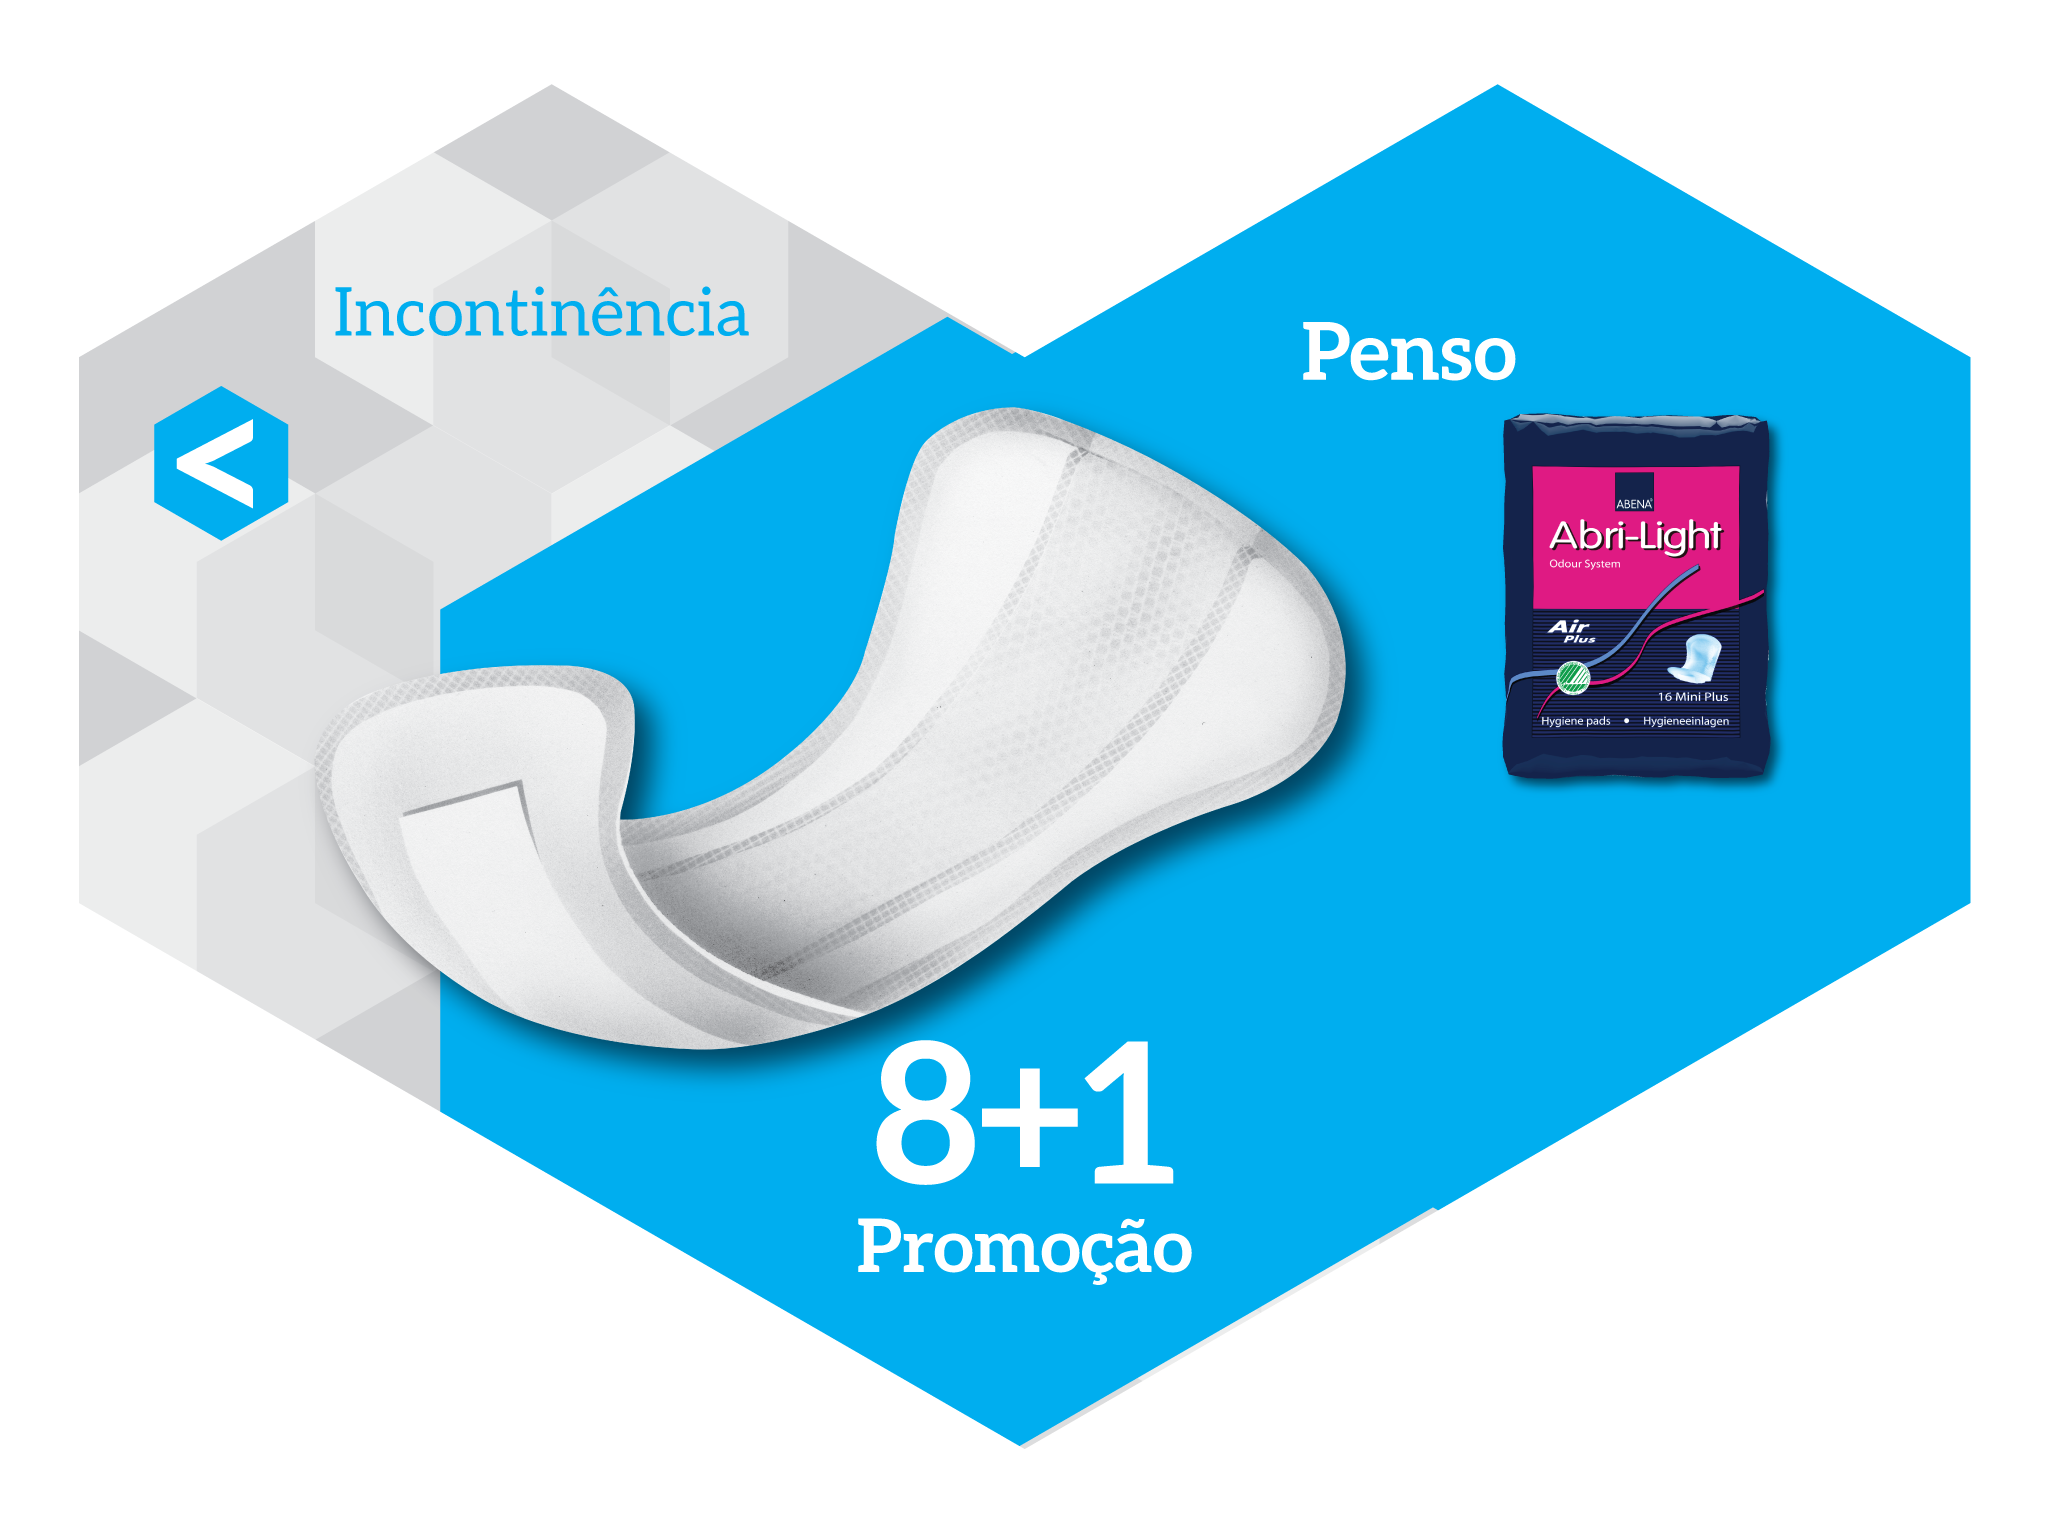 Incontinência
<
Penso
ABENA®
Abri-Light
Odour System
Air
Plus
16 Mini Plus
Hygiene pads • Hygieneeinlagen
8+1
Promoção